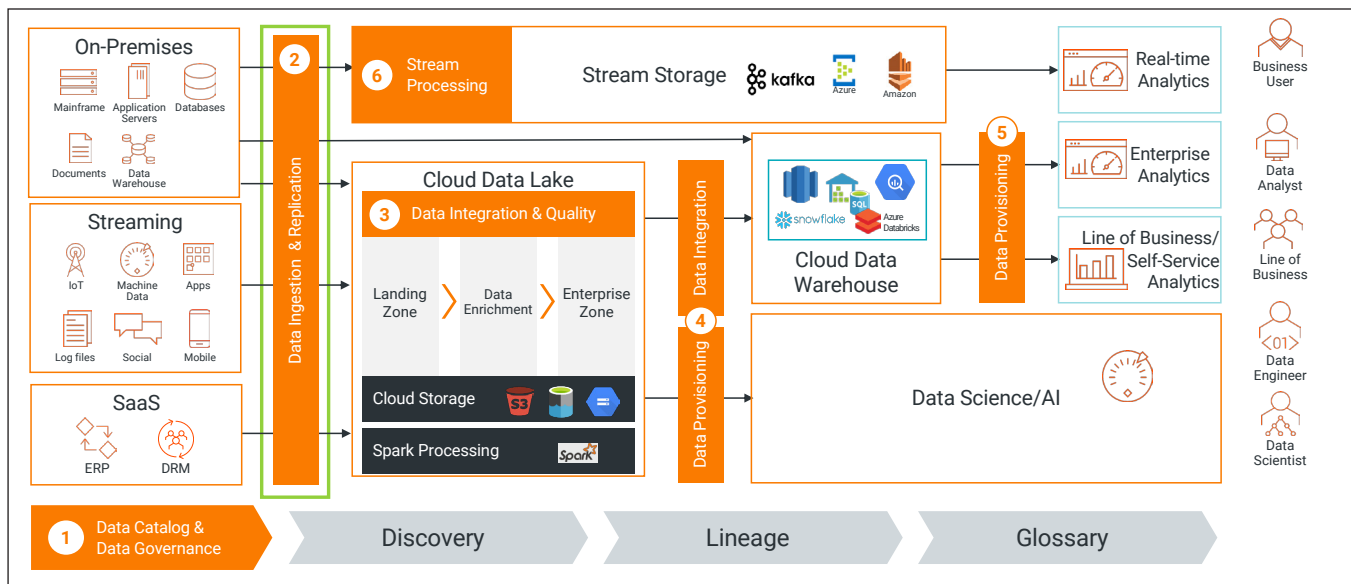 On-Premises
Mainframe
Application
Servers
Databases
Documents
Data
Warehouse
Streaming
IoT
Machine
Data
Apps
Log files
Social
Mobile
SaaS
ERP
DRM
2
Data Ingestion & Replication
6
Stream
Processing
Stream Storage
kafka
Azure
Amazon
Cloud Data Lake
3
Data Integration & Quality
Landing
Zone
Data
Enrichment
Enterprise
Zone
Cloud Storage
S3
Spark Processing
Spark
Data Integration
4
Data Provisioning
snowflake
SQL
Azure
Databricks
Cloud Data
Warehouse
5
Data Provisioning
Data Science/AI
Real-time
Analytics
Enterprise
Analytics
Line of Business/
Self-Service
Analytics
Business
User
Data
Analyst
Line of
Business
<01>
Data
Engineer
Data
Scientist
1
Data Catalog &
Data Governance
Discovery
Lineage
Glossary